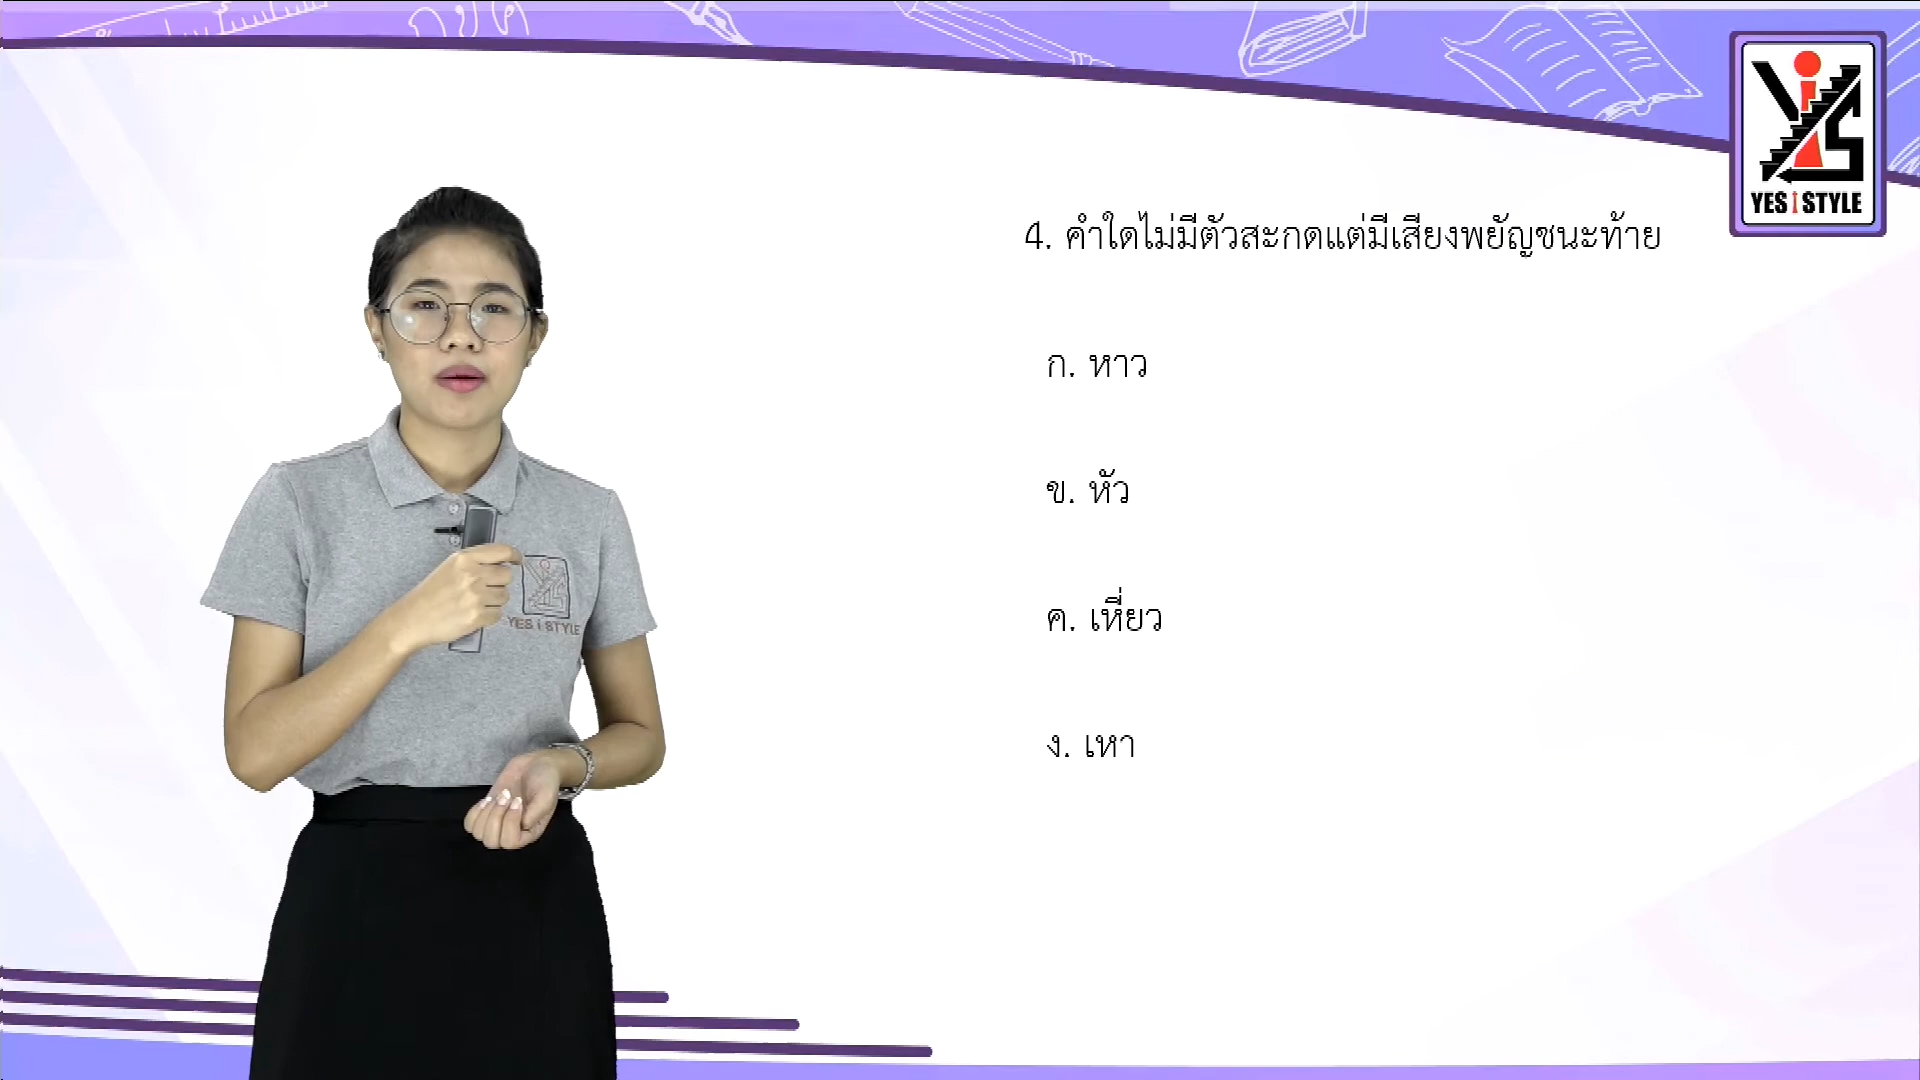 YES i STYLE
4. คำใดไม่มีตัวสะกดแต่มีเสียงพยัญชนะท้าย
ก. หาว
ข. หัว
ค. เหี่ยว
ง. เหา
YES i STYLE